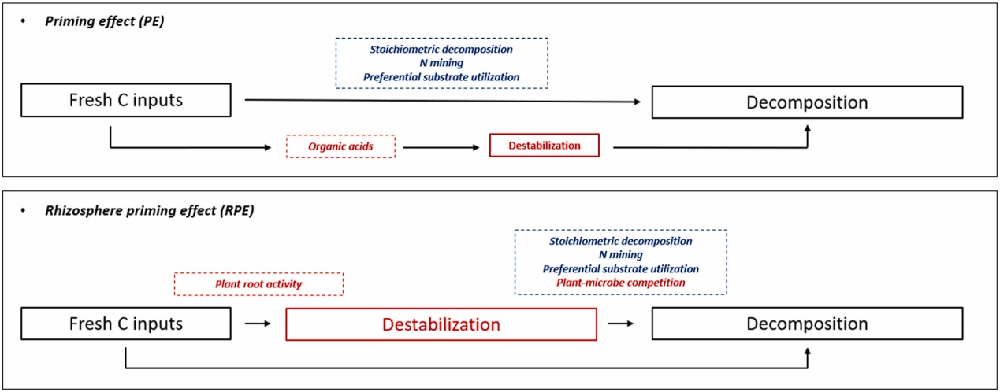 • Priming effect (PE)
Stoichiometric decomposition
N mining
Preferential substrate utilization
Fresh C inputs
Decomposition
Organic acids
Destabilization
• Rhizosphere priming effect (RPE)
Stoichiometric decomposition
N mining
Preferential substrate utilization
Plant-microbe competition
Plant root activity
Fresh C inputs
Destabilization
Decomposition